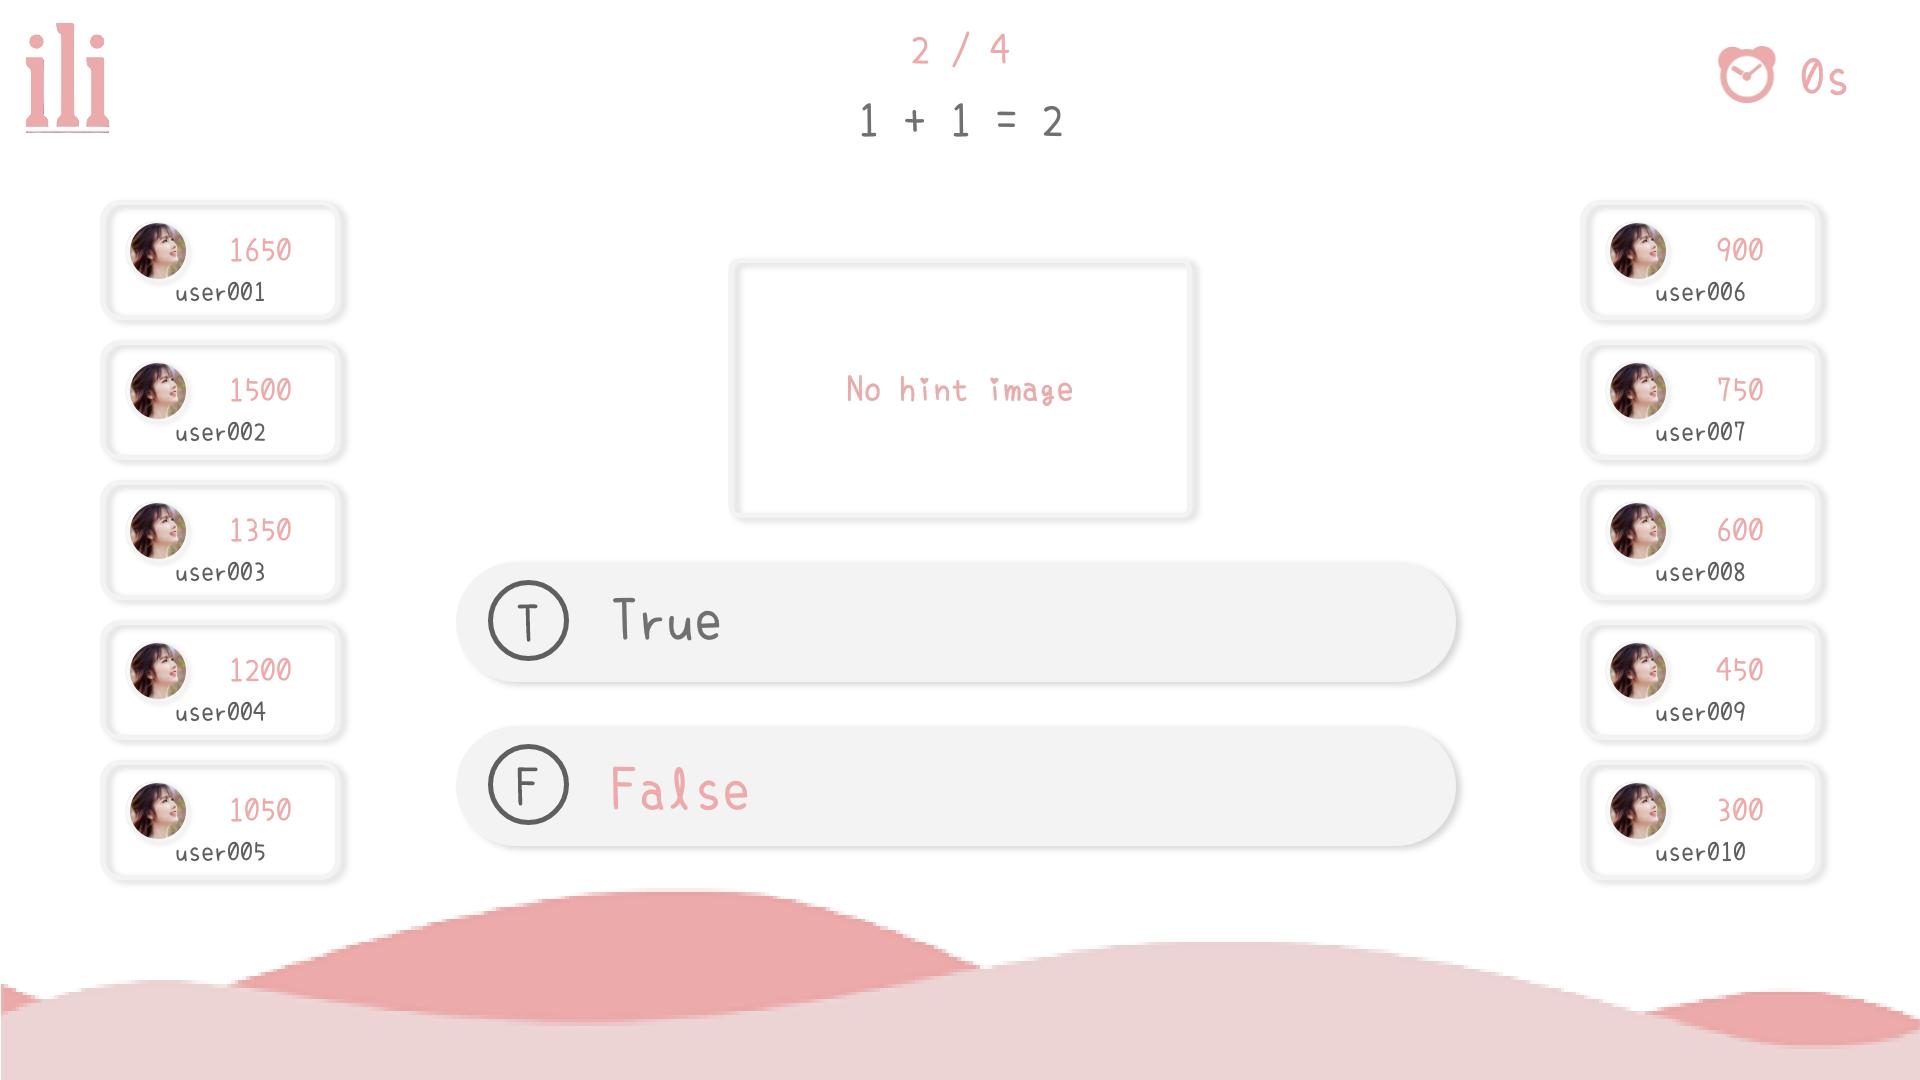 ili
2 / 4
0s
1 + 1 = 2
1650
user001
1500
user002
1350
user003
1200
user004
1050
user005
No hint image
T True
F False
900
user006
750
user007
600
user008
450
user009
300
user010